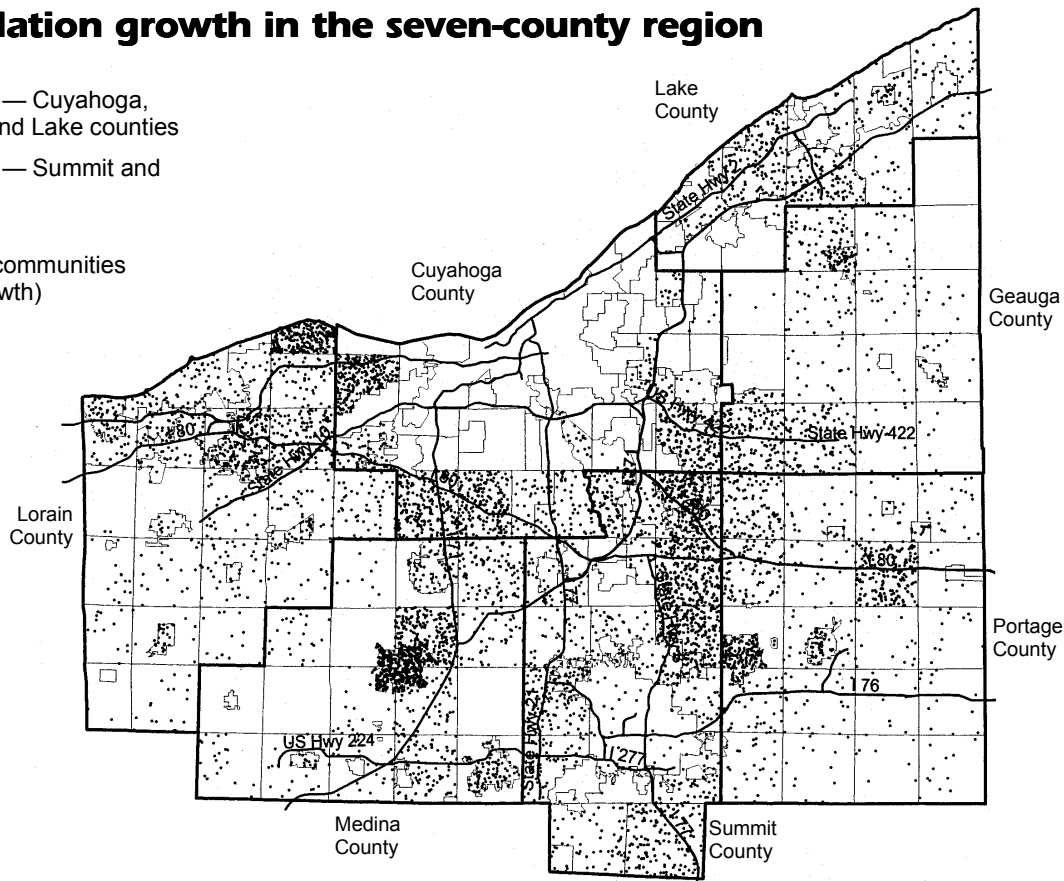 lation growth in the seven-county region
— Cuyahoga,
nd Lake counties
— Summit and
communities
wth)
Lake
County
State Hwy 2
Cuyahoga
County
Geauga
County
State Hwy 422
I 80
I 80
Lorain
County
I 80
Portage
County
I 76
US Hwy 224
I 277
77
Medina
County
Summit
County